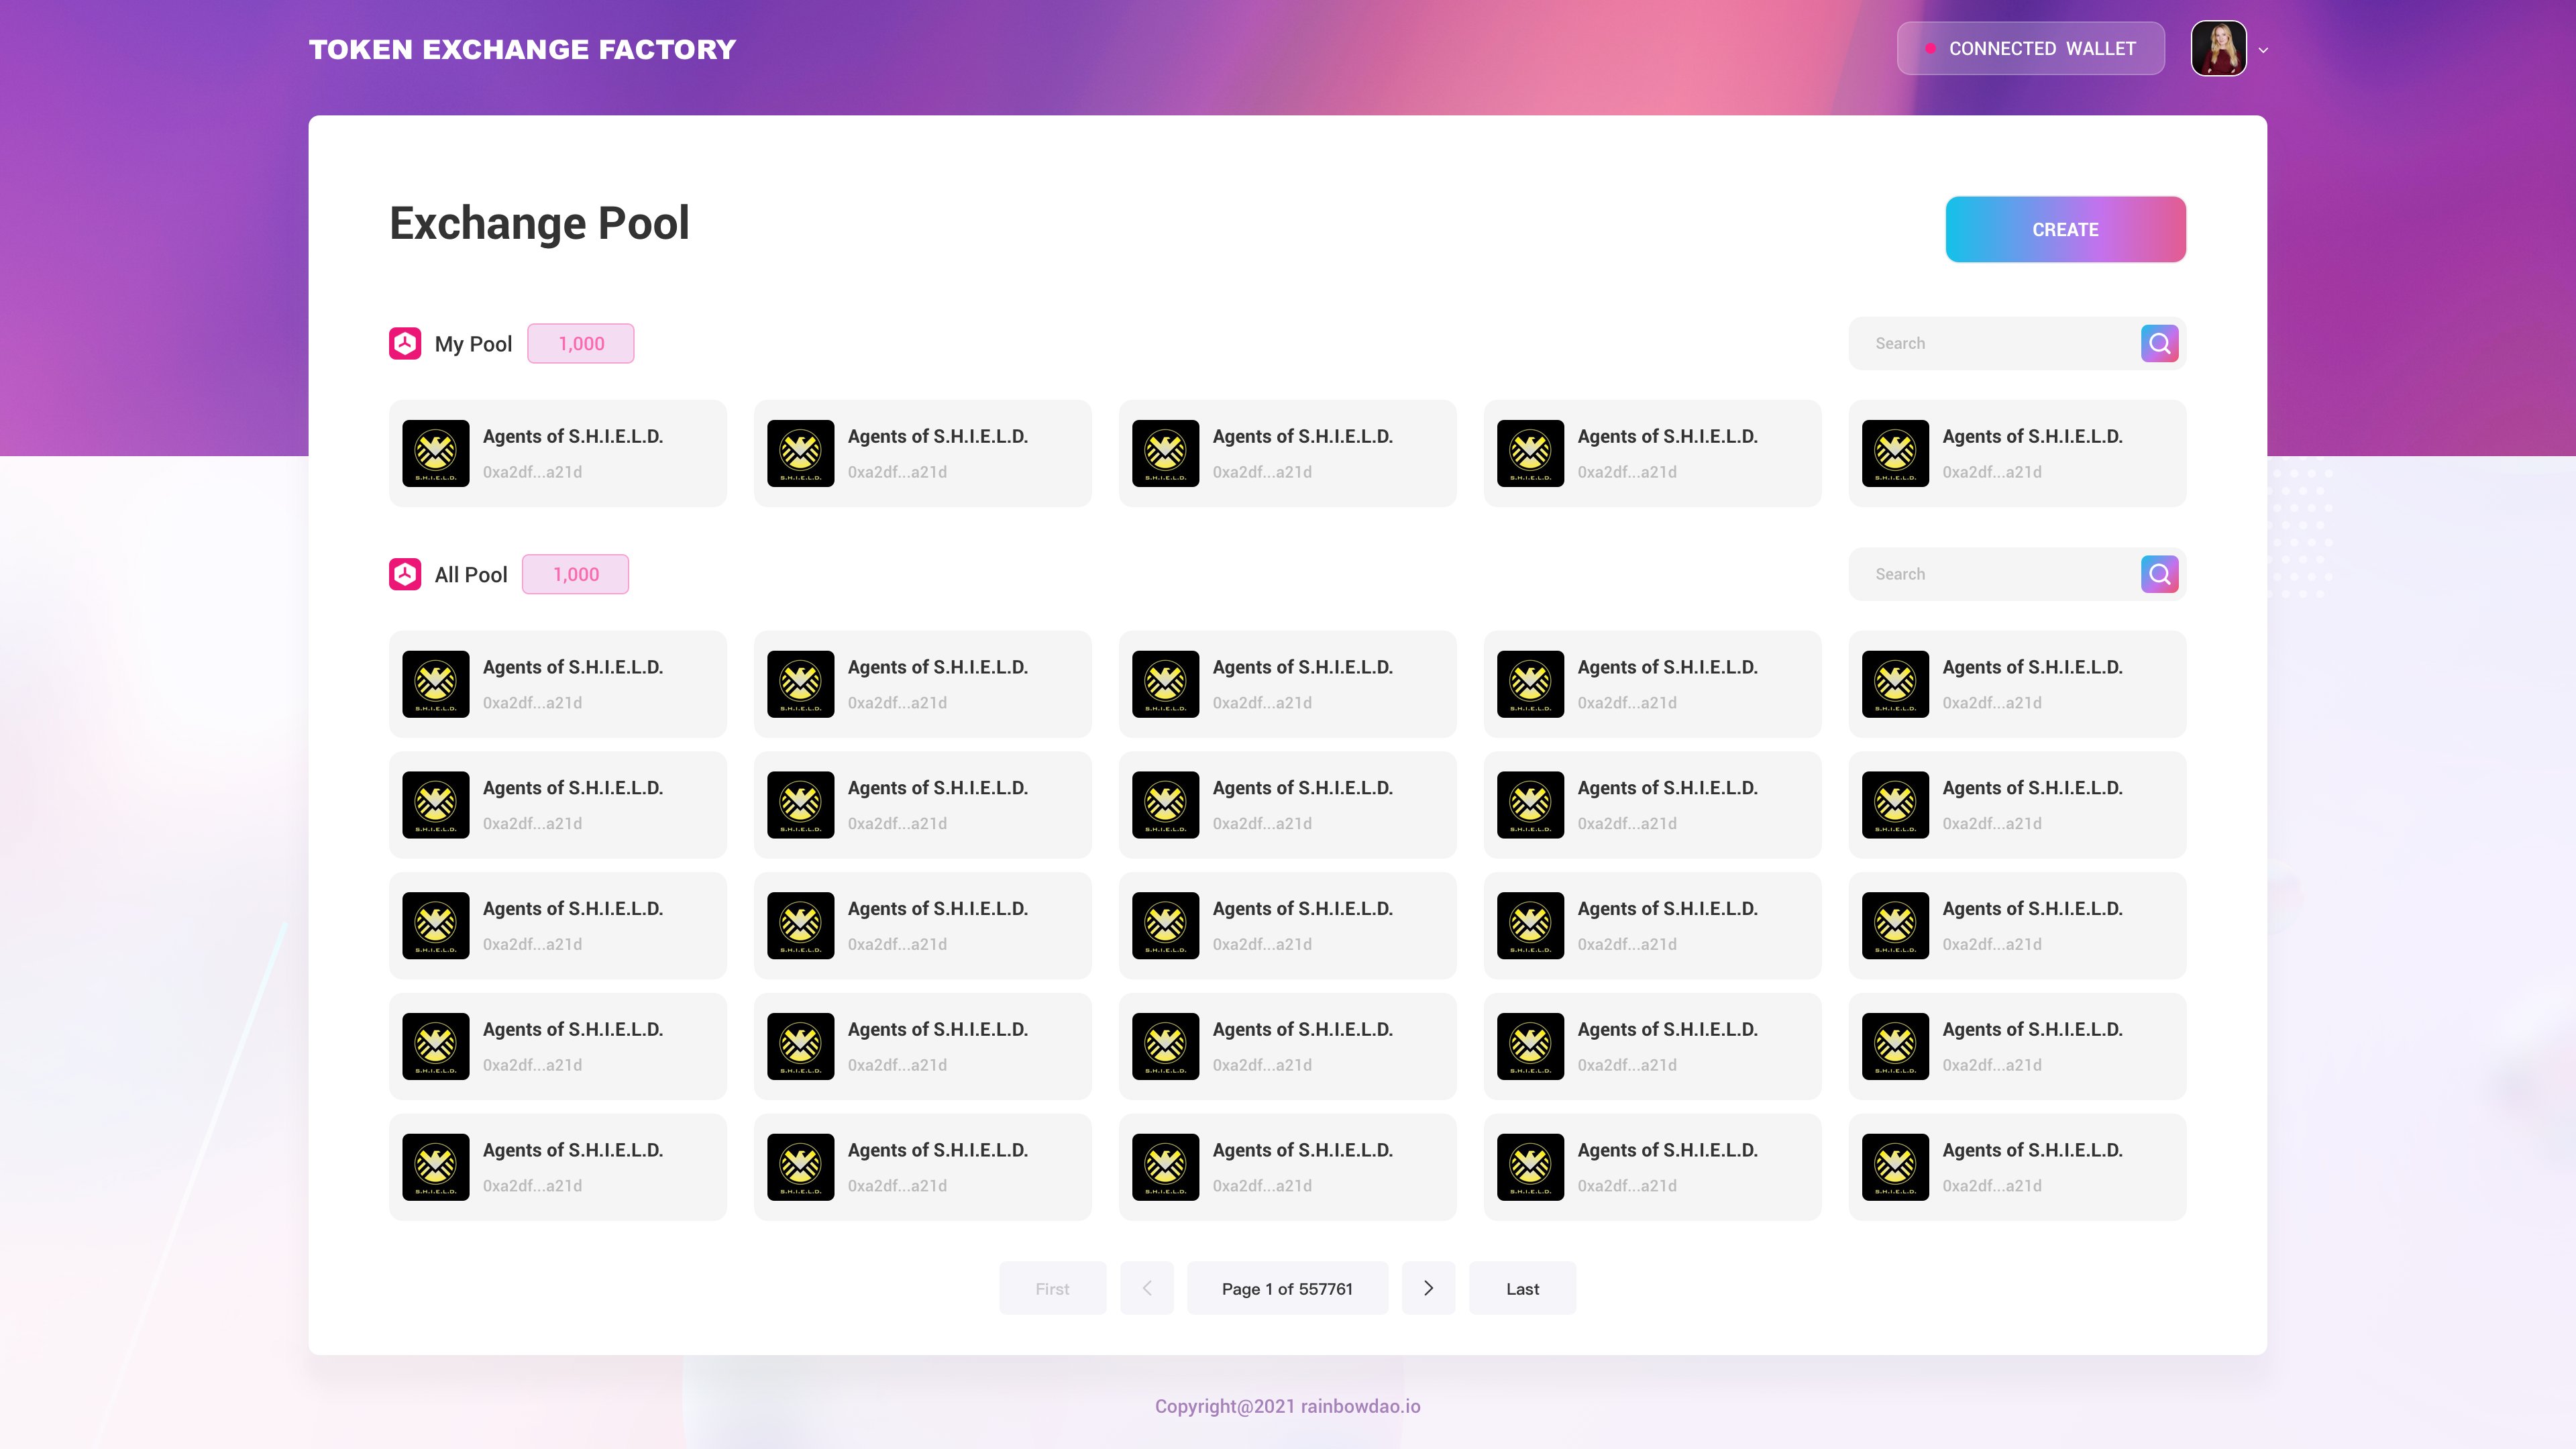 TOKEN EXCHANGE FACTORY
CONNECTED WALLET
Exchange Pool
CREATE
My Pool 1,000 Search
Agents of S.H.I.E.L.D. Agents of S.H.I.E.L.D. Agents of S.H.I.E.L.D. Agents of S.H.I.E.L.D. Agents of S.H.I.E.L.D.
0xa2df...a21d 0xa2df...a21d 0xa2df...a21d 0xa2df...a21d 0xa2df...a21d
S.H.I.E.L.D. S.H.I.E.L.D. S.H.I.E.L.D. S.H.I.E.L.D. S.H.I.E.L.D.
All Pool 1,000 Search
Agents of S.H.I.E.L.D. Agents of S.H.I.E.L.D. Agents of S.H.I.E.L.D. Agents of S.H.I.E.L.D. Agents of S.H.I.E.L.D.
0xa2df...a21d 0xa2df...a21d 0xa2df...a21d 0xa2df...a21d 0xa2df...a21d
S.H.I.E.L.D. S.H.I.E.L.D. S.H.I.E.L.D. S.H.I.E.L.D. S.H.I.E.L.D.
Agents of S.H.I.E.L.D. Agents of S.H.I.E.L.D. Agents of S.H.I.E.L.D. Agents of S.H.I.E.L.D. Agents of S.H.I.E.L.D.
0xa2df...a21d 0xa2df...a21d 0xa2df...a21d 0xa2df...a21d 0xa2df...a21d
S.H.I.E.L.D. S.H.I.E.L.D. S.H.I.E.L.D. S.H.I.E.L.D. S.H.I.E.L.D.
Agents of S.H.I.E.L.D. Agents of S.H.I.E.L.D. Agents of S.H.I.E.L.D. Agents of S.H.I.E.L.D. Agents of S.H.I.E.L.D.
0xa2df...a21d 0xa2df...a21d 0xa2df...a21d 0xa2df...a21d 0xa2df...a21d
S.H.I.E.L.D. S.H.I.E.L.D. S.H.I.E.L.D. S.H.I.E.L.D. S.H.I.E.L.D.
Agents of S.H.I.E.L.D. Agents of S.H.I.E.L.D. Agents of S.H.I.E.L.D. Agents of S.H.I.E.L.D. Agents of S.H.I.E.L.D.
0xa2df...a21d 0xa2df...a21d 0xa2df...a21d 0xa2df...a21d 0xa2df...a21d
S.H.I.E.L.D. S.H.I.E.L.D. S.H.I.E.L.D. S.H.I.E.L.D. S.H.I.E.L.D.
Agents of S.H.I.E.L.D. Agents of S.H.I.E.L.D. Agents of S.H.I.E.L.D. Agents of S.H.I.E.L.D. Agents of S.H.I.E.L.D.
0xa2df...a21d 0xa2df...a21d 0xa2df...a21d 0xa2df...a21d 0xa2df...a21d
S.H.I.E.L.D. S.H.I.E.L.D. S.H.I.E.L.D. S.H.I.E.L.D. S.H.I.E.L.D.
First Page 1 of 557761 Last
Copyright@2021 rainbowdao.io